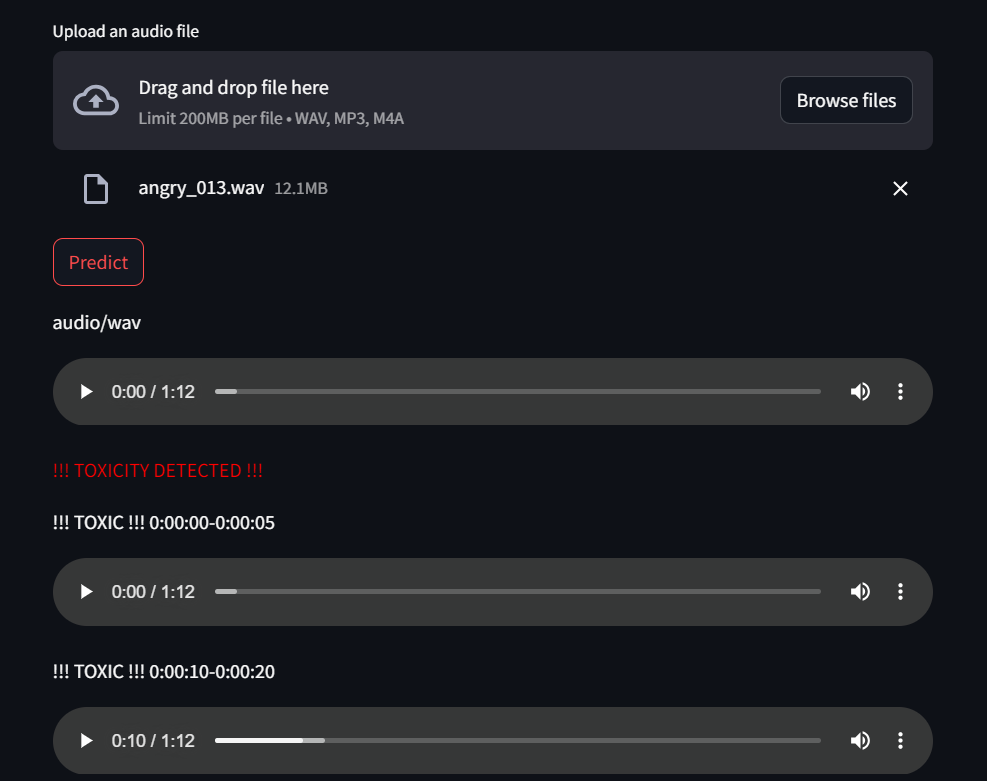 Upload an audio file
Drag and drop file here
Limit 200MB per file • WAV, MP3, M4A
Browse files
angry_013.wav 12.1MB
Predict
audio/wav
0:00 / 1:12
!!! TOXICITY DETECTED !!!
!!! TOXIC !!! 0:00:00-0:00:05
0:00 / 1:12
!!! TOXIC !!! 0:00:10-0:00:20
0:10 / 1:12